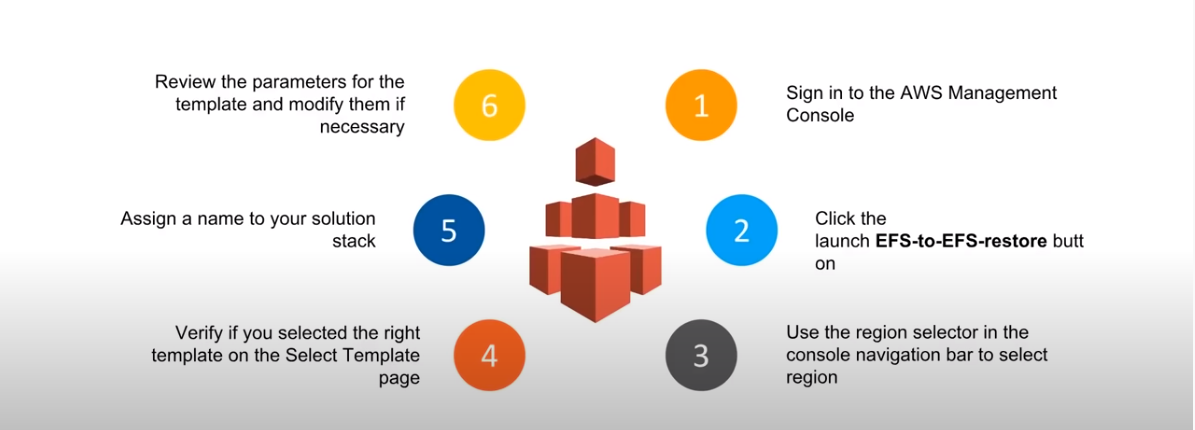 1
Sign in to the AWS Management
Console
2
Click the
launch EFS-to-EFS-restore butt
on
3
Use the region selector in the
console navigation bar to select
region
4
Verify if you selected the right
template on the Select Template
page
5
Assign a name to your solution
stack
6
Review the parameters for the
template and modify them if
necessary